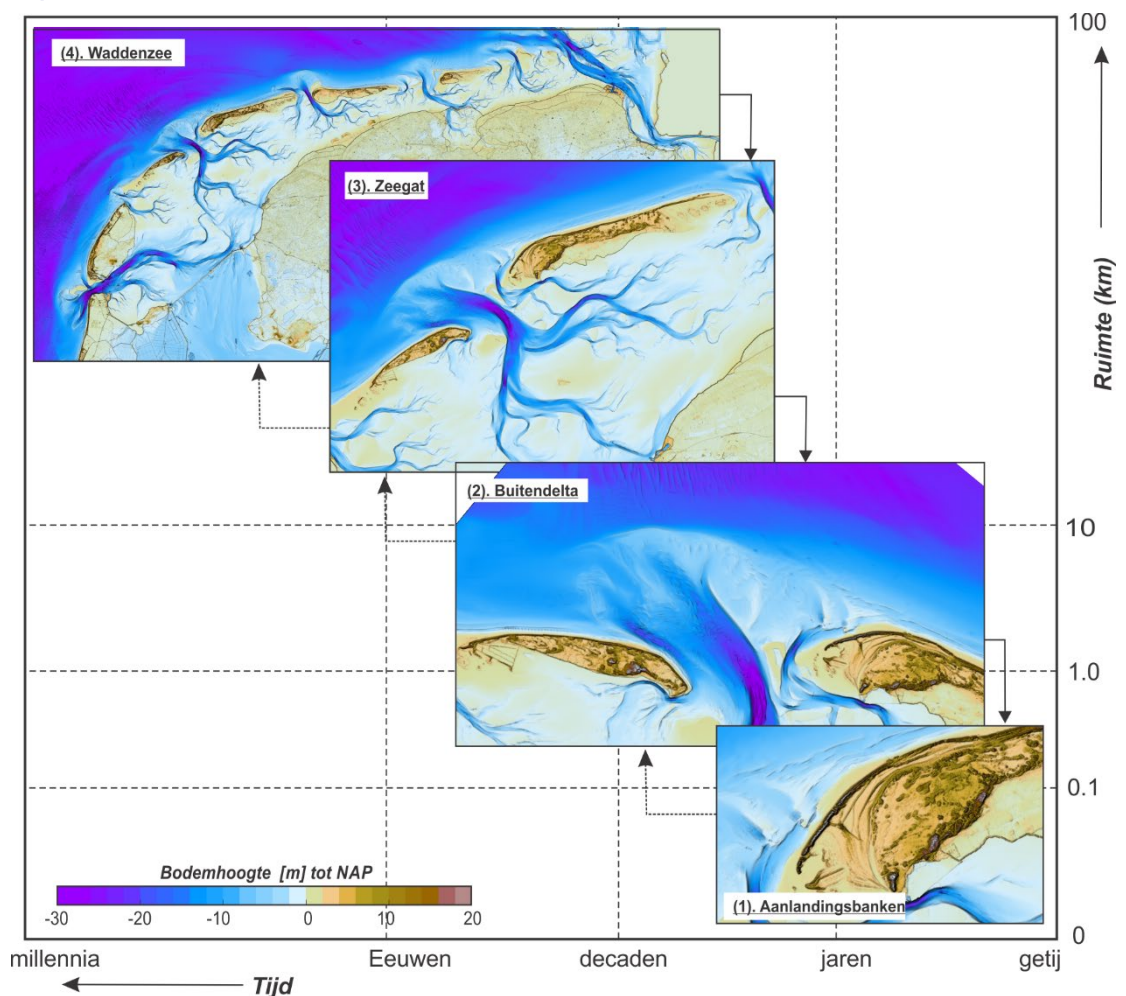 100
(4). Waddenzee
(3). Zeegat
Ruimte (km)
(2). Buitendelta
10
1.0
0.1
Bodemhoogte [m] tot NAP
-30 -20 -10 0 10 20
(1). Aanlandingsbanken
0
millennia Eeuwen decaden jaren getij
Tijd